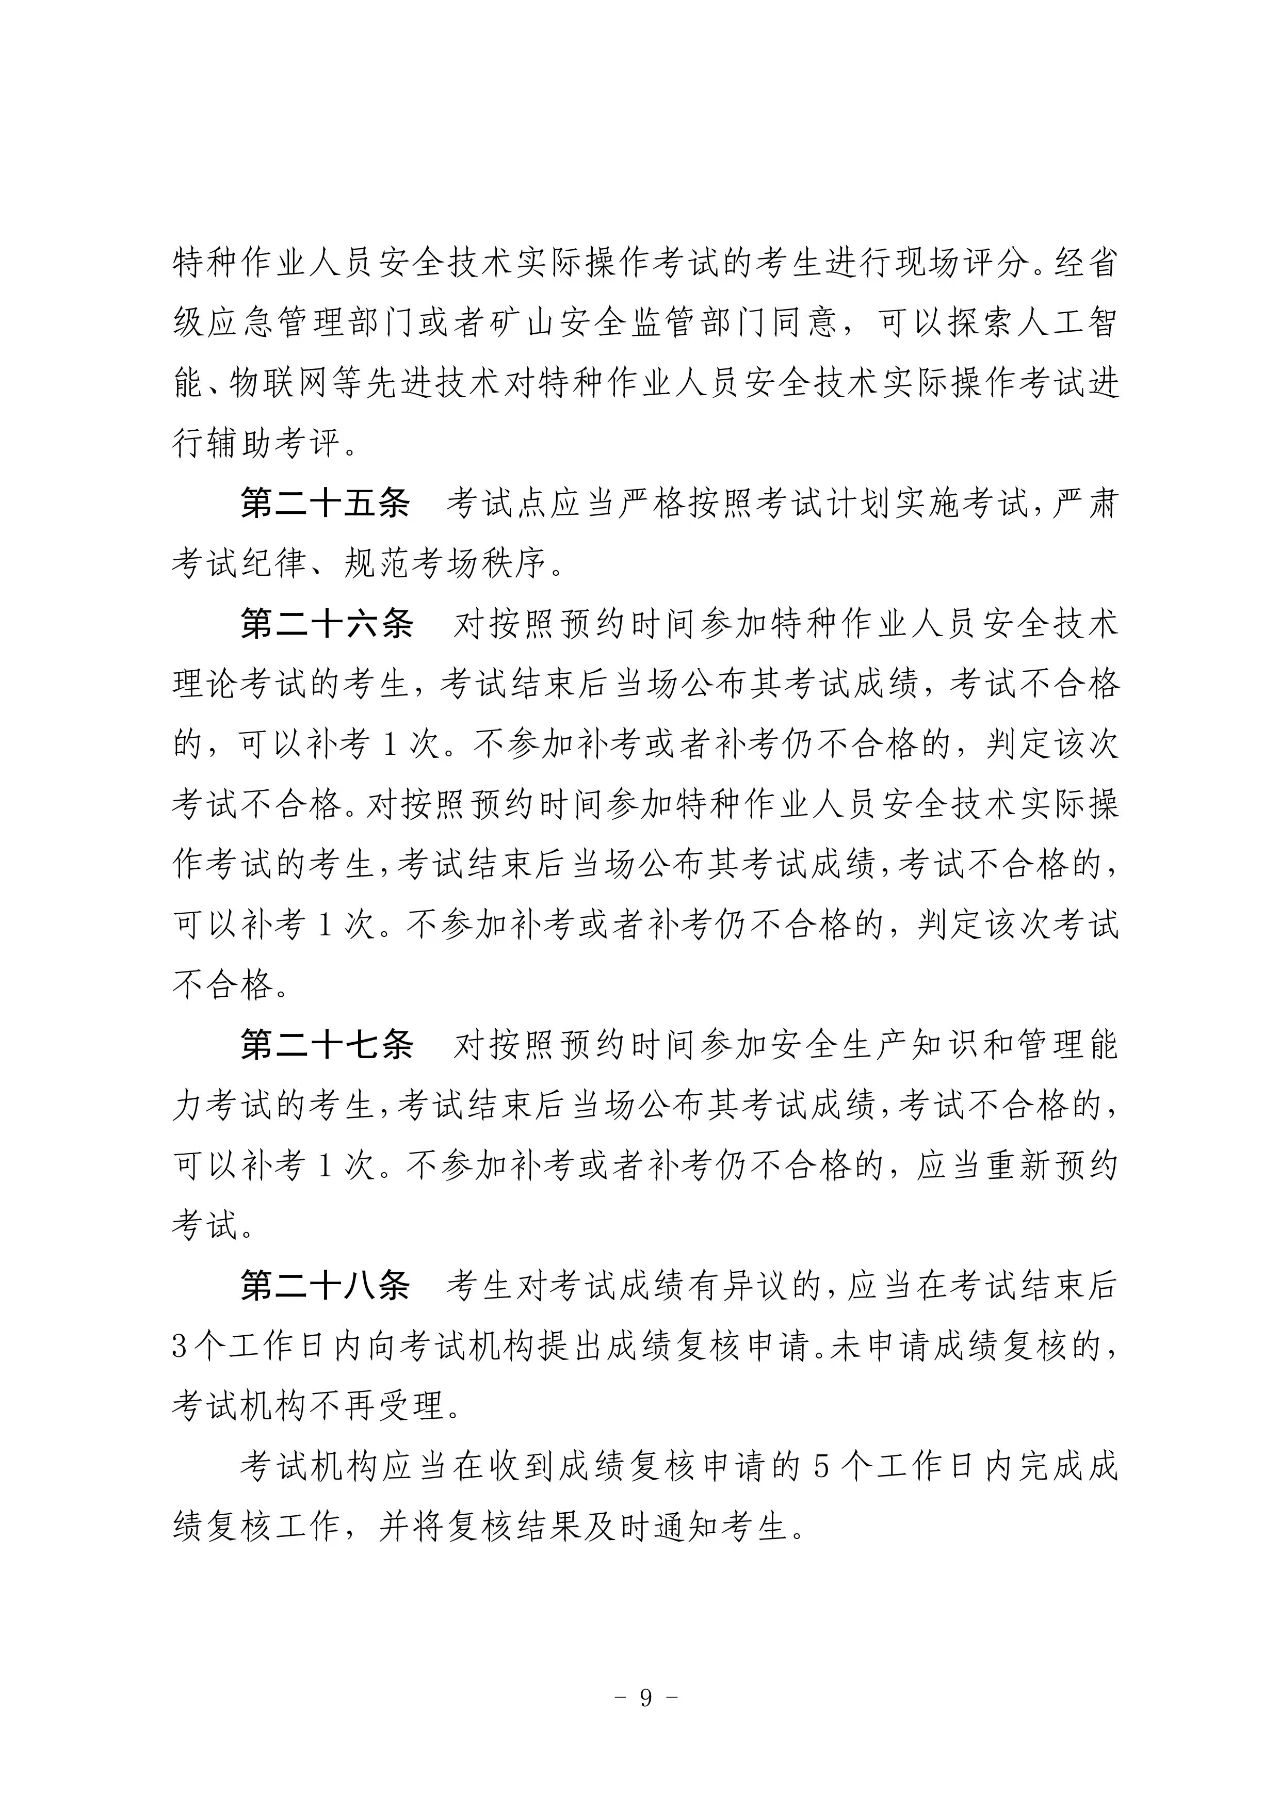 特种作业人员安全技术实际操作考试的考生进行现场评分。经省
级应急管理部门或者矿山安全监管部门同意，可以探索人工智
能、物联网等先进技术对特种作业人员安全技术实际操作考试进
行辅助考评。
第二十五条　考试点应当严格按照考试计划实施考试，严肃
考试纪律、规范考场秩序。
第二十六条　对按照预约时间参加特种作业人员安全技术
理论考试的考生，考试结束后当场公布其考试成绩，考试不合格
的，可以补考 1 次。不参加补考或者补考仍不合格的，判定该次
考试不合格。对按照预约时间参加特种作业人员安全技术实际操
作考试的考生，考试结束后当场公布其考试成绩，考试不合格的，
可以补考 1 次。不参加补考或者补考仍不合格的，判定该次考试
不合格。
第二十七条　对按照预约时间参加安全生产知识和管理能
力考试的考生，考试结束后当场公布其考试成绩，考试不合格的，
可以补考 1 次。不参加补考或者补考仍不合格的，应当重新预约
考试。
第二十八条　考生对考试成绩有异议的，应当在考试结束后
3 个工作日内向考试机构提出成绩复核申请。未申请成绩复核的，
考试机构不再受理。
考试机构应当在收到成绩复核申请的 5 个工作日内完成成
绩复核工作，并将复核结果及时通知考生。
- 9 -